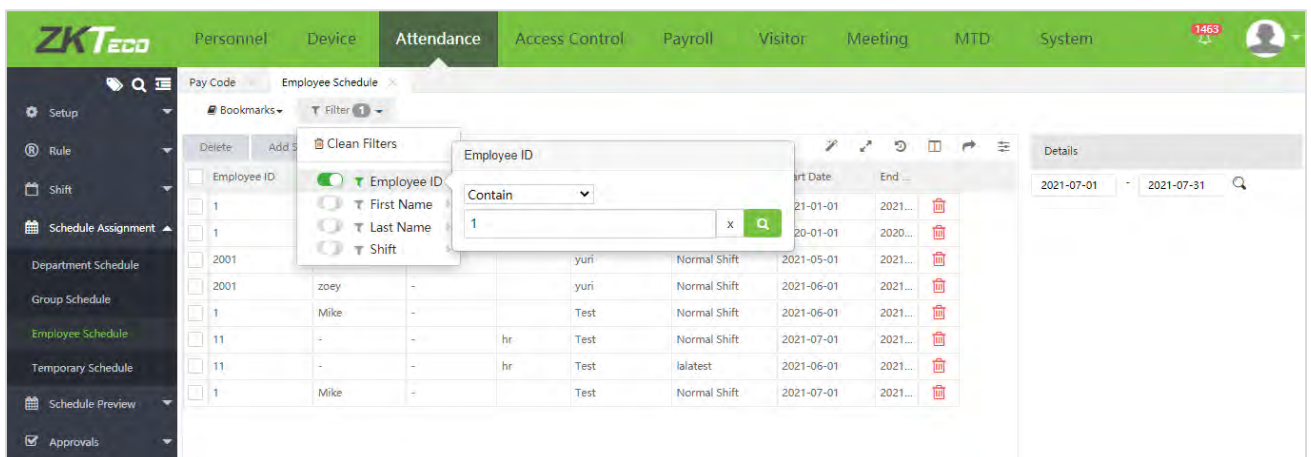 ZKTeco Personnel Device Attendance Access Control Payroll Visitor Meeting MTD System 1463
Pay Code Employee Schedule ×
Setup
Bookmarks Filter 1
Rule
Delete Add S
Clean Filters
Employee ID
Details
Employee ID
Employee ID
art Date End ...
Contain
2021-07-01 - 2021-07-31
Shift
First Name
1 21-01-01 2021...
Last Name
1 x
Schedule Assignment
1 20-01-01 2020...
Shift
Department Schedule
2001 yuri Normal Shift 2021-05-01 2021...
2001 zoey - yuri Normal Shift 2021-06-01 2021...
Group Schedule
1 Mike - Test Normal Shift 2021-06-01 2021...
Employee Schedule
11 - - hr Test Normal Shift 2021-07-01 2021...
Temporary Schedule
11 - - hr Test lalatest 2021-06-01 2021...
1 Mike - Test Normal Shift 2021-07-01 2021...
Schedule Preview
Approvals